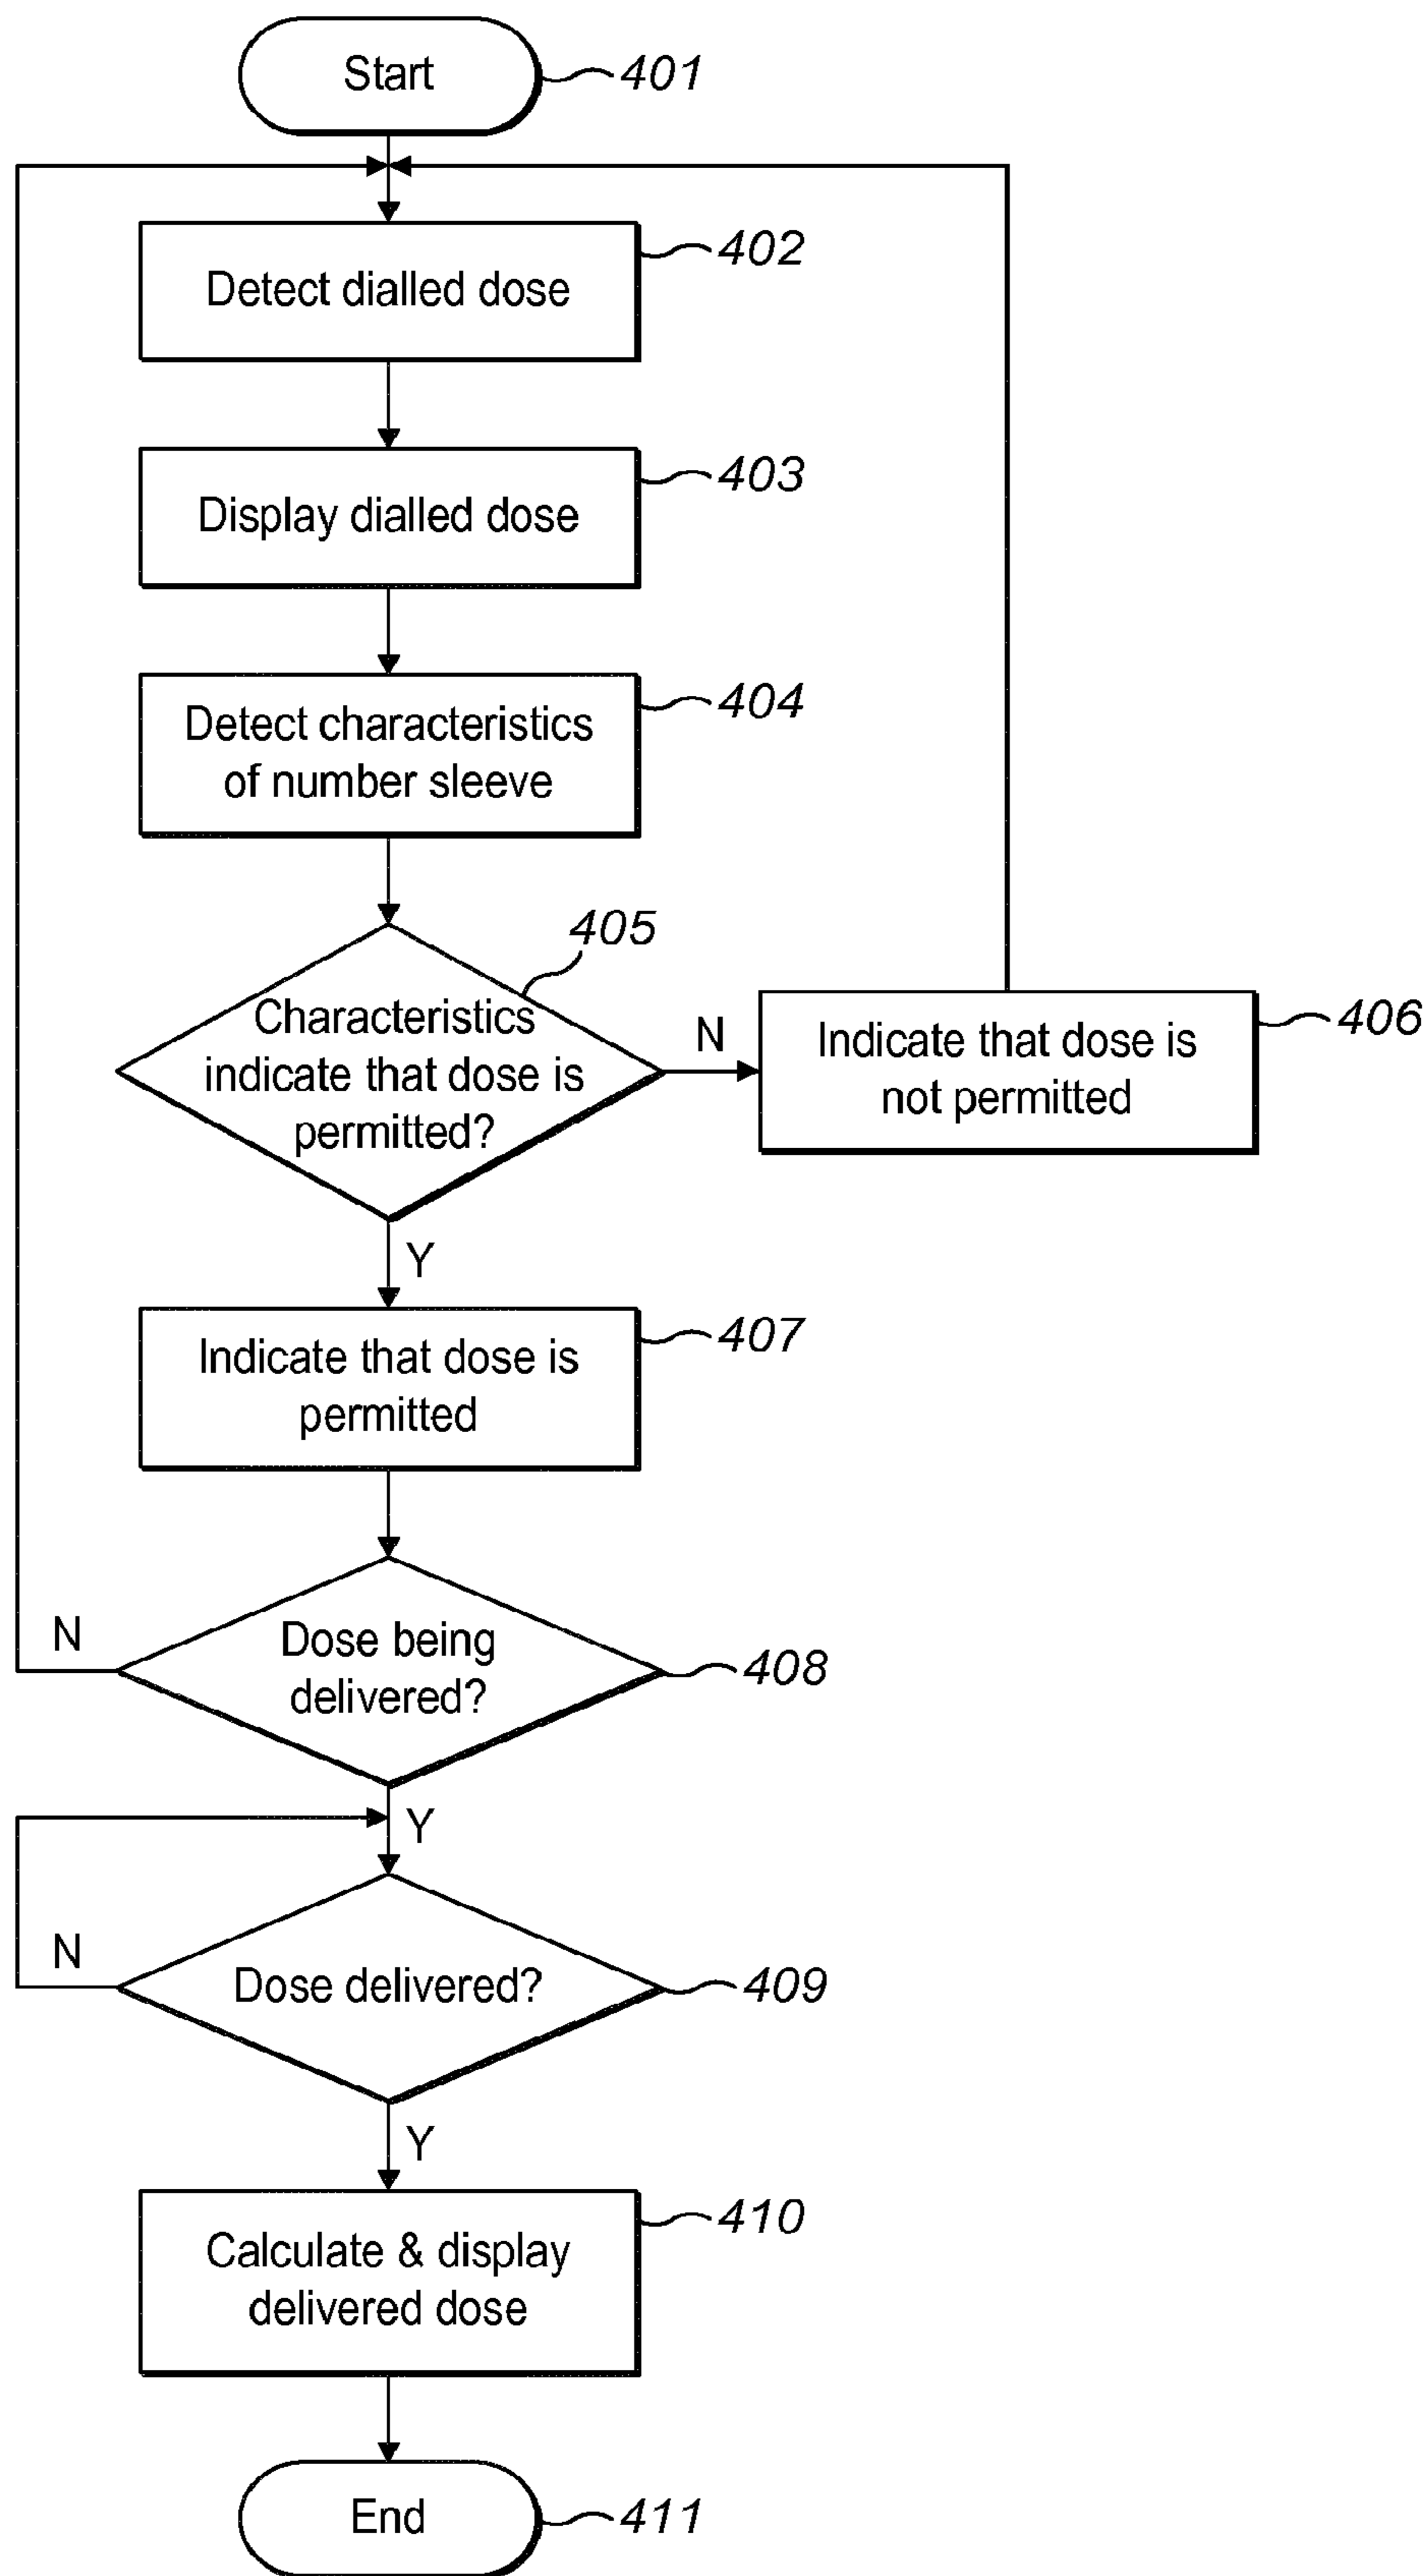 Start
401
Detect dialled dose
402
Display dialled dose
403
Detect characteristics
of number sleeve
404
405
Characteristics
indicate that dose is
permitted?
N
Indicate that dose is
not permitted
406
Y
Indicate that dose is
permitted
407
N
Dose being
delivered?
408
Y
N
Dose delivered?
409
Y
Calculate & display
delivered dose
410
End
411